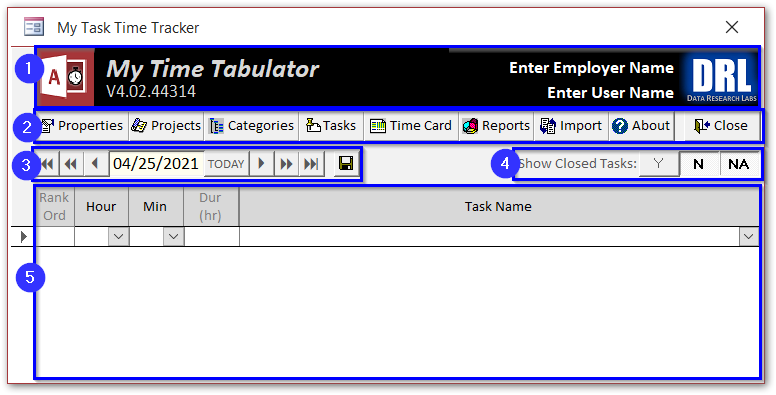 My Task Time Tracker
1
A
My Time Tabulator
V4.02.44314
Enter Employer Name
Enter User Name
DRL
DATA RESEARCH LABS
2
Properties Projects Categories Tasks Time Card Reports Import About Close
3
04/25/2021 TODAY
4
Show Closed Tasks: Y N NA
5
Rank Ord
Hour Min
Dur (hr)
Task Name